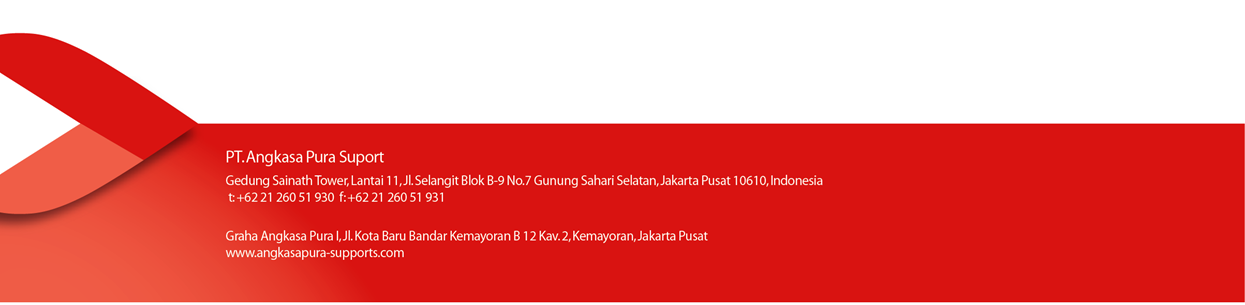 PT. Angkasa Pura Suport
Gedung Sainath Tower, Lantai 11, Jl. Selangit Blok B-9 No.7 Gunung Sahari Selatan, Jakarta Pusat 10610, Indonesia
t: +62 21 260 51 930 f: +62 21 260 51 931
Graha Angkasa Pura I, Jl. Kota Baru Bandar Kemayoran B 12 Kav. 2, Kemayoran, Jakarta Pusat
www.angkasapura-supports.com